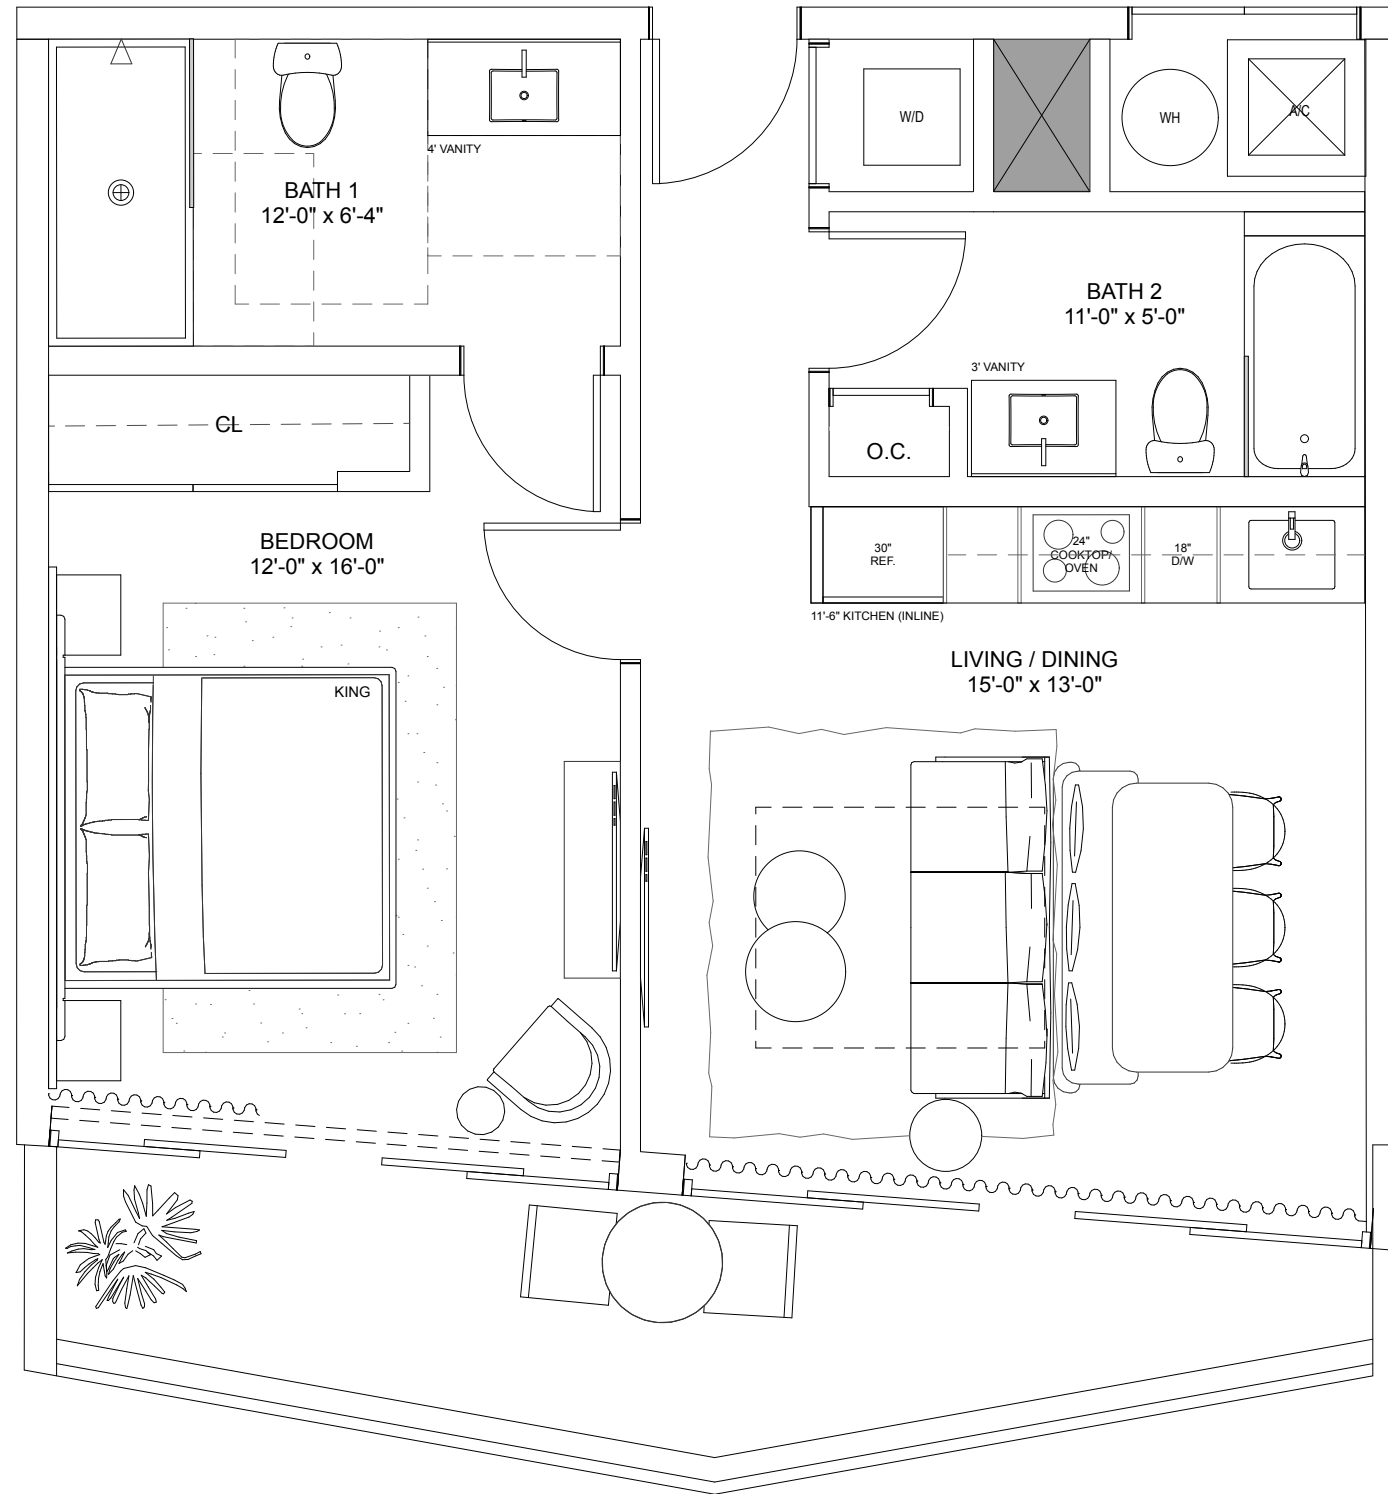 W/D
WH
A/C
4' VANITY
BATH 1
12'-0" x 6'-4"
BATH 2
11'-0" x 5'-0"
3' VANITY
CL
O.C.
BEDROOM
12'-0" x 16'-0"
30"
REF.
24"
COOKTOP/
OVEN
18"
D/W
11'-6" KITCHEN (INLINE)
LIVING / DINING
15'-0" x 13'-0"
KING